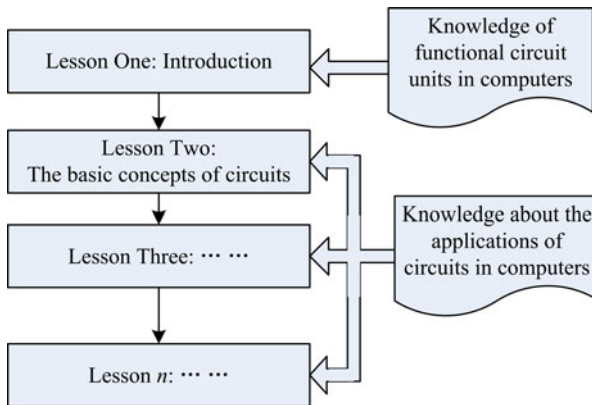 Lesson One: Introduction
Knowledge of
functional circuit
units in computers
Lesson Two:
The basic concepts of circuits
Lesson Three: ··· ···
Knowledge about the
applications of
circuits in computers
Lesson n: ··· ···